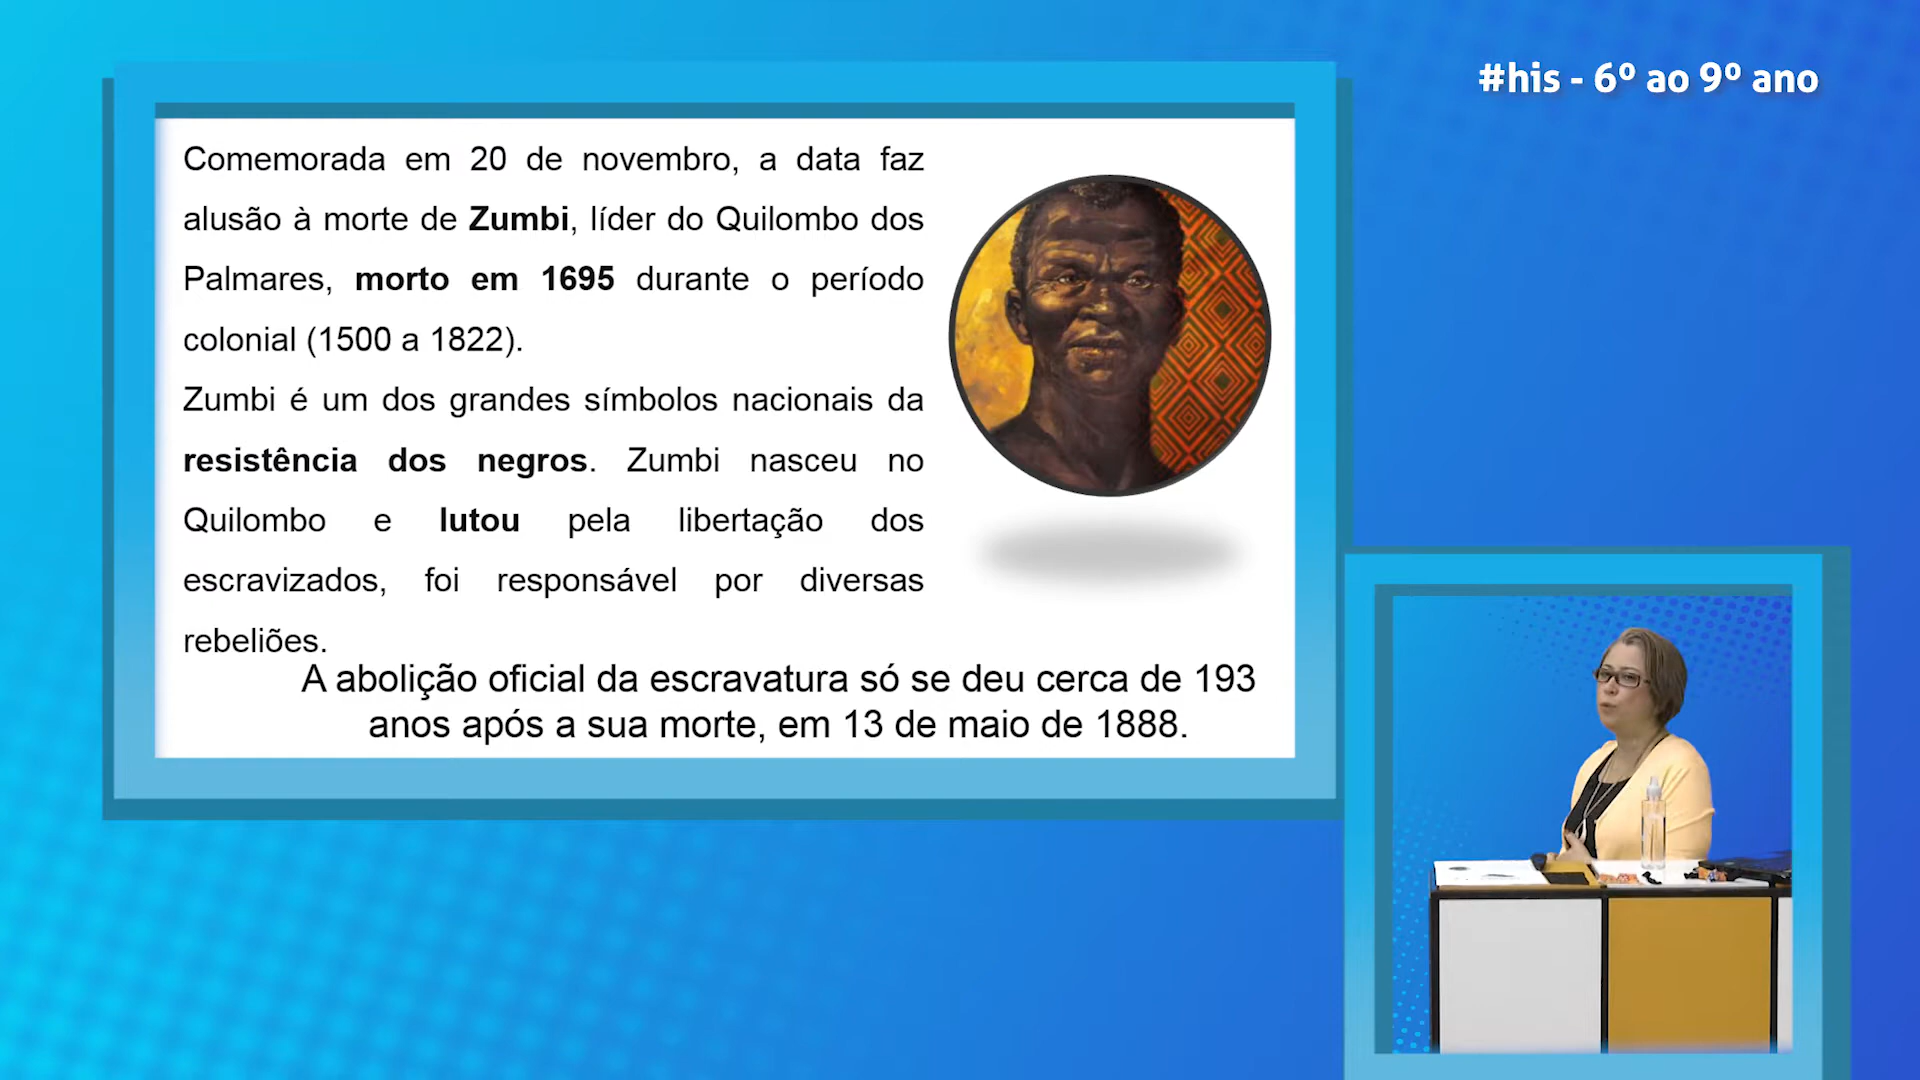 #his - 6º ao 9º ano
Comemorada em 20 de novembro, a data faz
alusão à morte de Zumbi, líder do Quilombo dos
Palmares, morto em 1695 durante o período
colonial (1500 a 1822).
Zumbi é um dos grandes símbolos nacionais da
resistência dos negros. Zumbi nasceu no
Quilombo e lutou pela libertação dos
escravizados, foi responsável por diversas
rebeliões.
A abolição oficial da escravatura só se deu cerca de 193
anos após a sua morte, em 13 de maio de 1888.